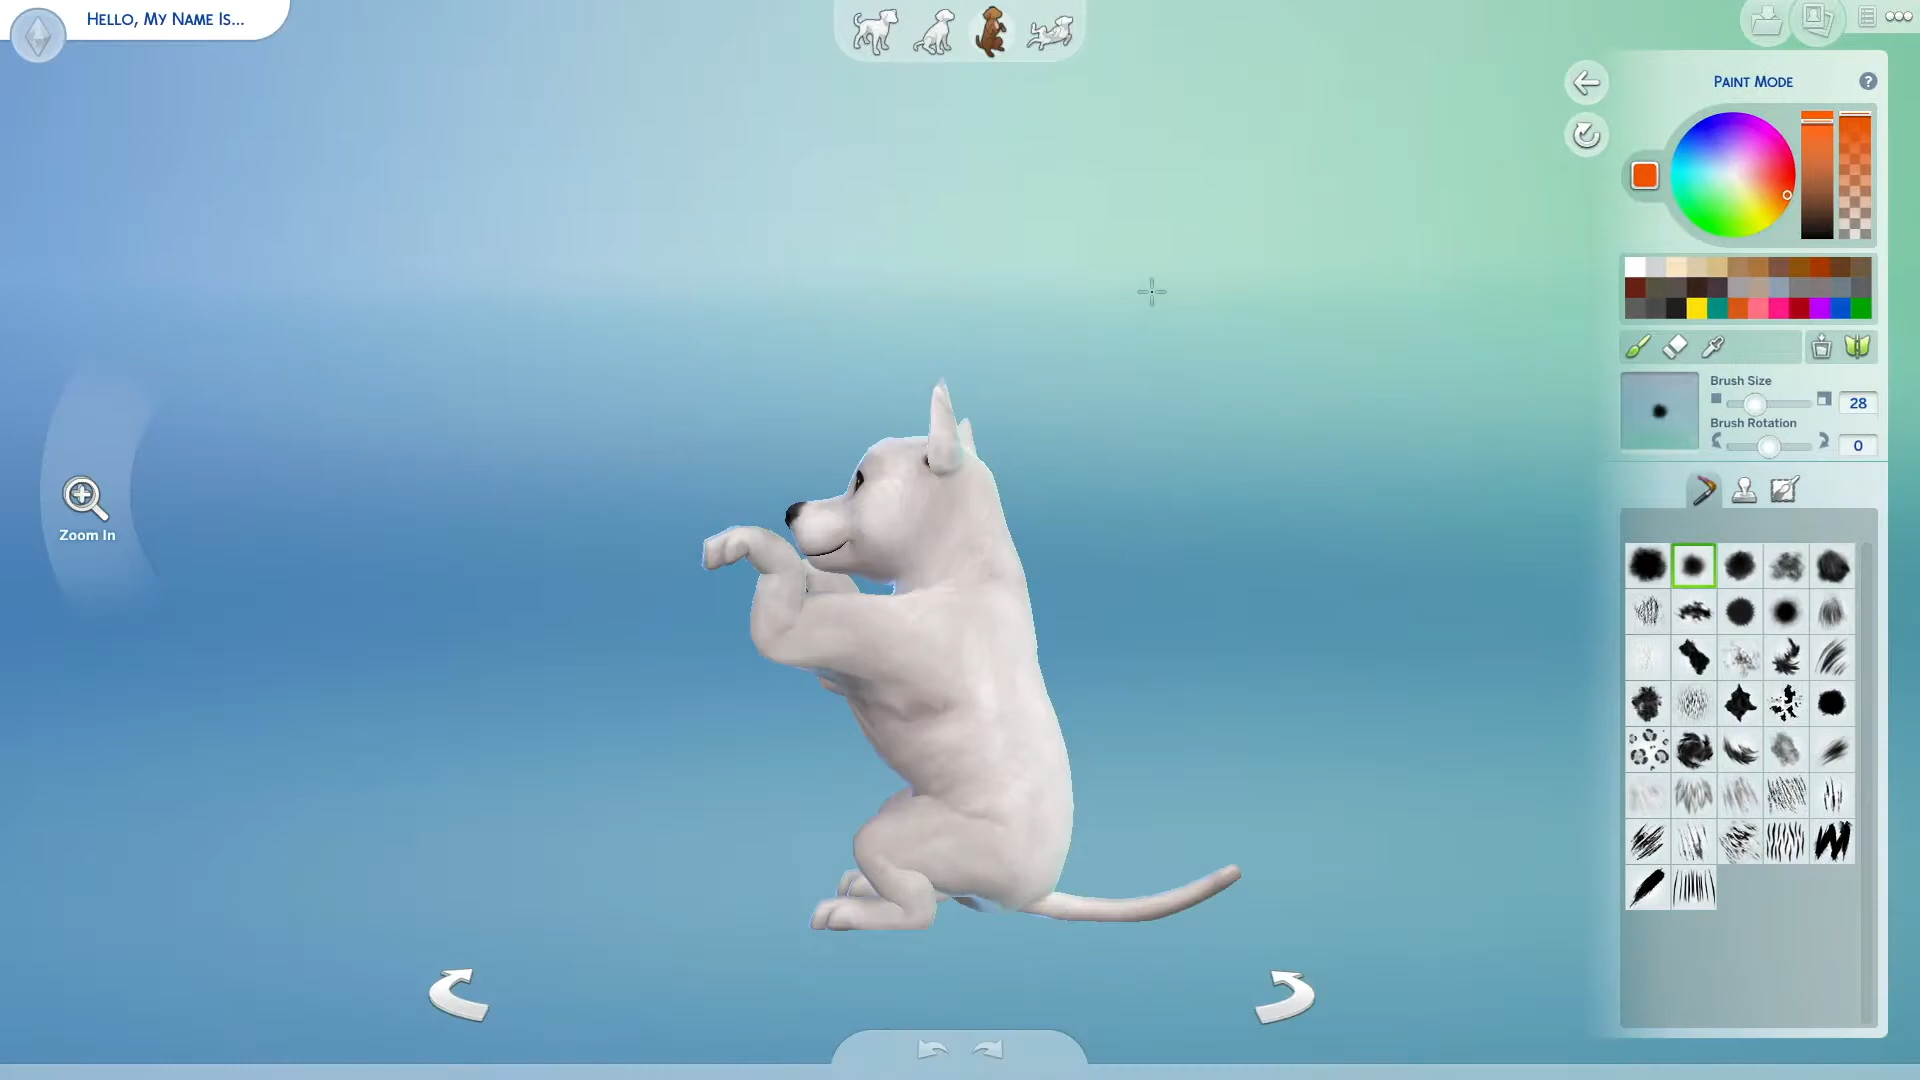 Hello, My Name Is...
Paint Mode
?
Brush Size
28
Brush Rotation
0
Zoom In